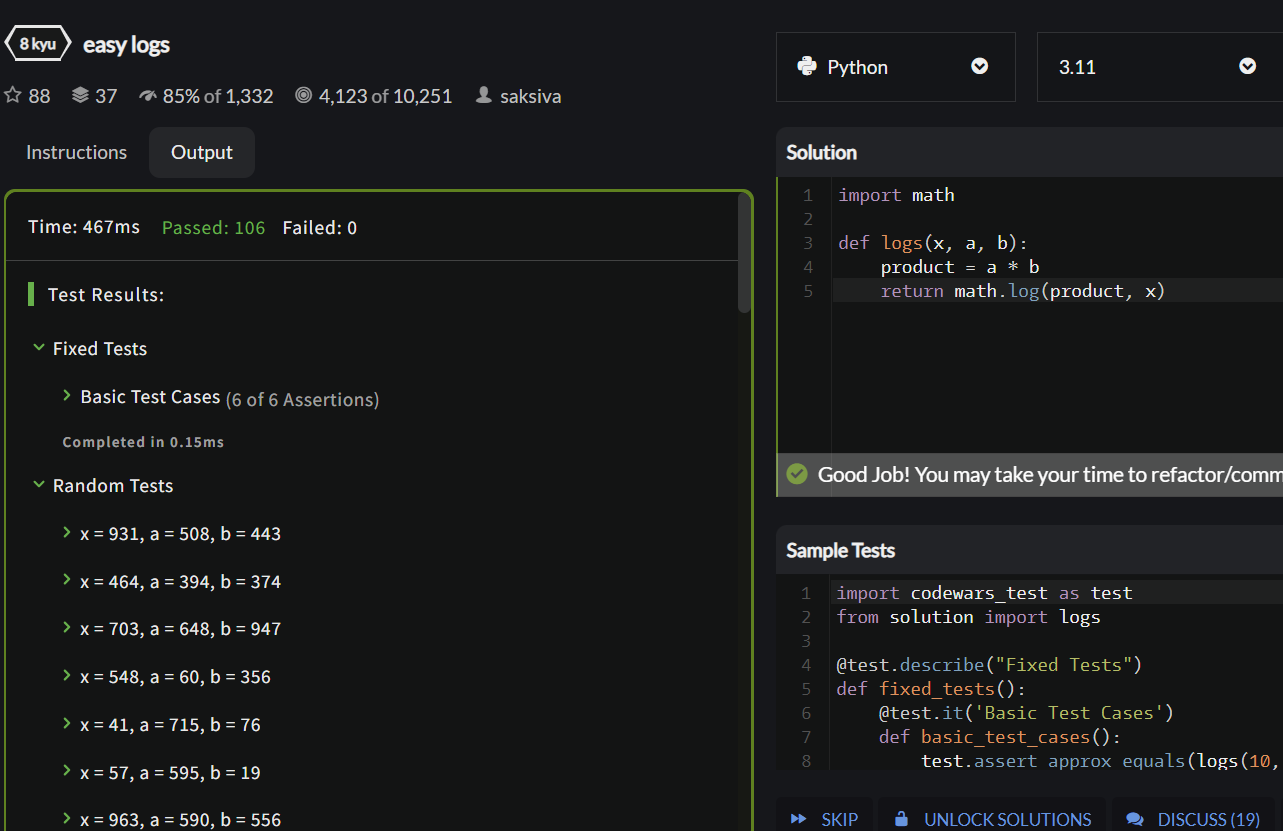 8 kyu easy logs
88 37 85% of 1,332 4,123 of 10,251 saksiva
Instructions Output
Time: 467ms Passed: 106 Failed: 0
Test Results:
Fixed Tests
Basic Test Cases (6 of 6 Assertions)
Completed in 0.15ms
Random Tests
x = 931, a = 508, b = 443
x = 464, a = 394, b = 374
x = 703, a = 648, b = 947
x = 548, a = 60, b = 356
x = 41, a = 715, b = 76
x = 57, a = 595, b = 19
x = 963, a = 590, b = 556
Python 3.11
Solution
1 import math
2
3 def logs(x, a, b):
4 product = a * b
5 return math.log(product, x)
Good Job! You may take your time to refactor/comm
Sample Tests
1 import codewars_test as test
2 from solution import logs
3
4 @test.describe("Fixed Tests")
5 def fixed_tests():
6 @test.it('Basic Test Cases')
7 def basic_test_cases():
8 test.assert_approx_equals(logs(10,
SKIP UNLOCK SOLUTIONS DISCUSS (19)